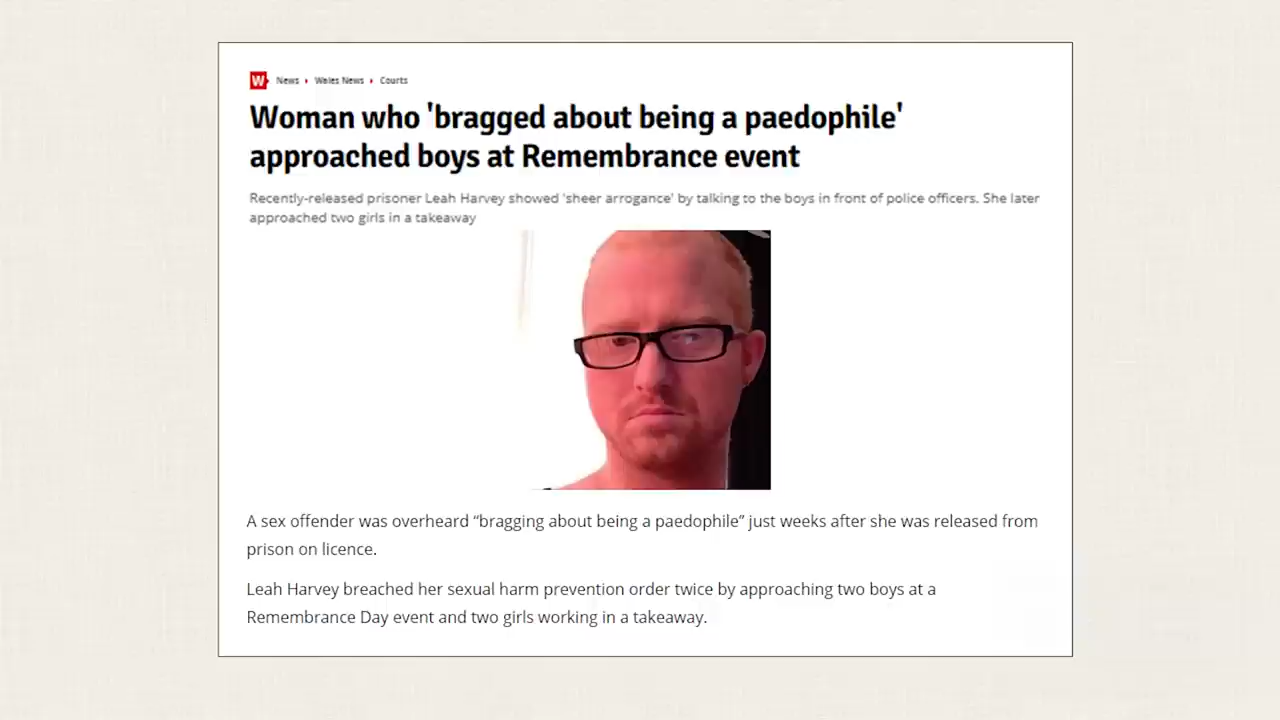 W News Wales News Courts
Woman who 'bragged about being a paedophile'
approached boys at Remembrance event
Recently-released prisoner Leah Harvey showed 'sheer arrogance' by talking to the boys in front of police officers. She later
approached two girls in a takeaway
A sex offender was overheard “bragging about being a paedophile” just weeks after she was released from
prison on licence.
Leah Harvey breached her sexual harm prevention order twice by approaching two boys at a
Remembrance Day event and two girls working in a takeaway.